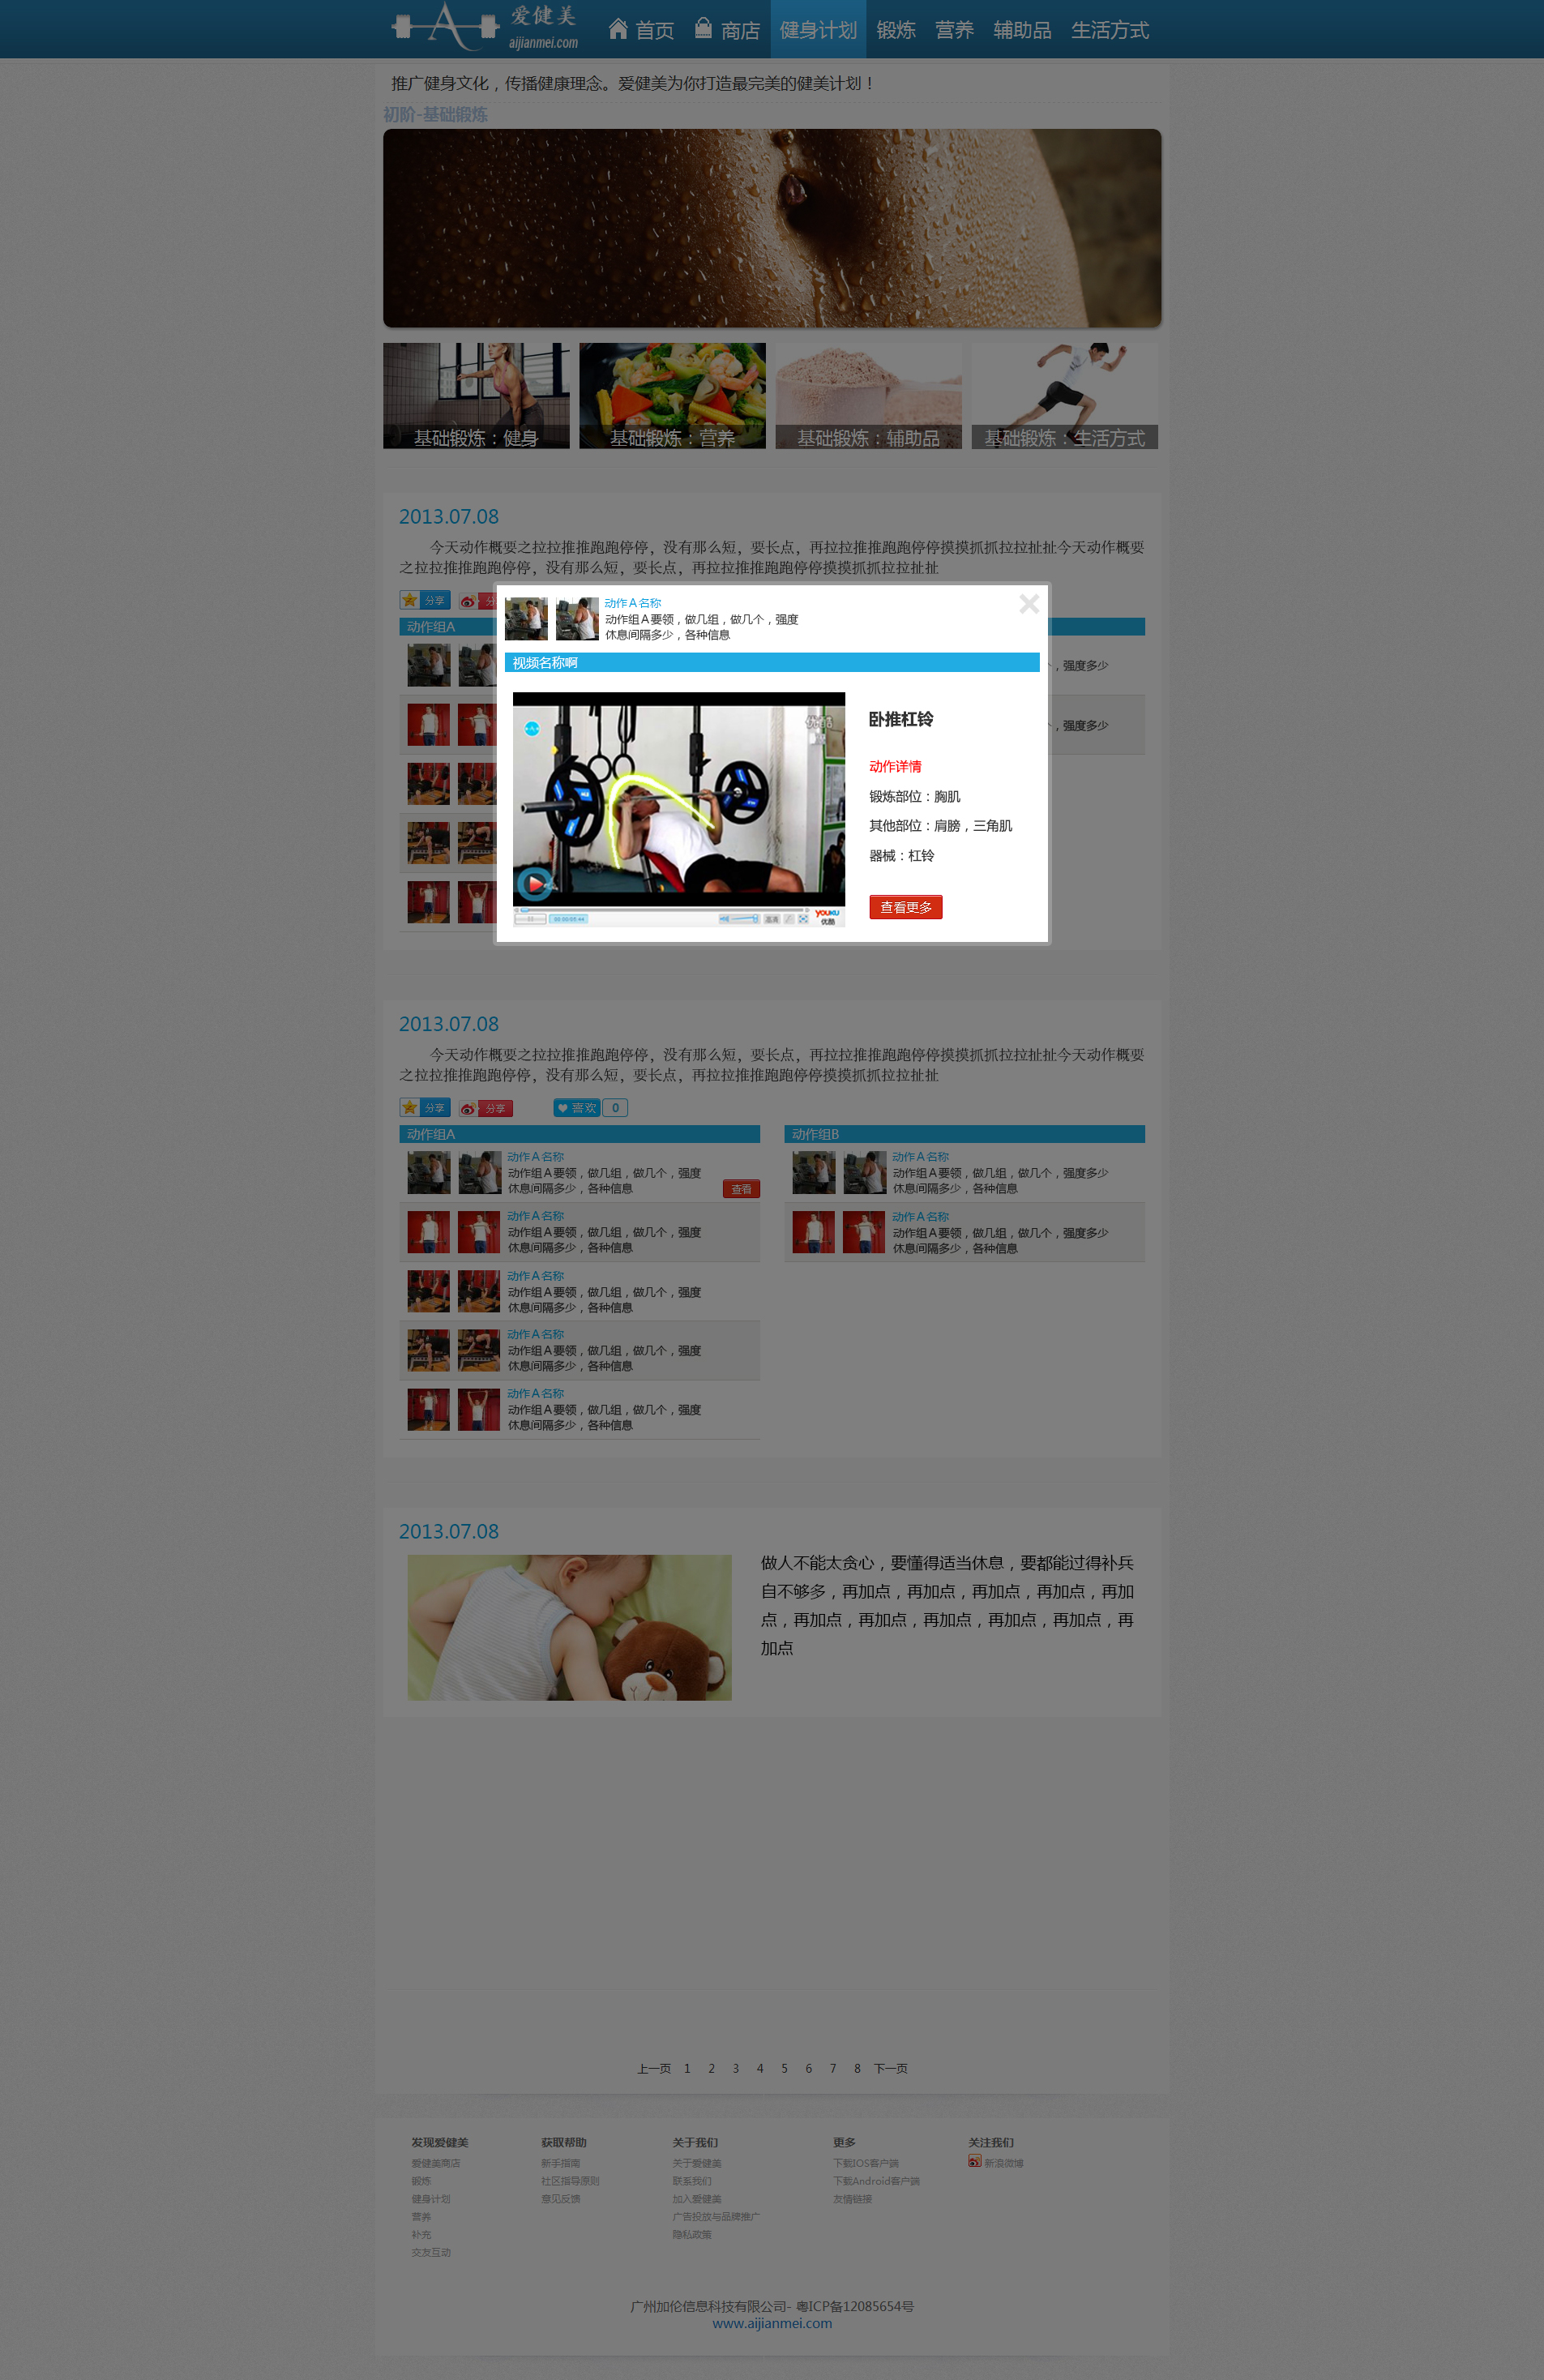 爱健美
aijianmei.com
首页 商店 健身计划 锻炼 营养 辅助品 生活方式
推广健身文化，传播健康理念。爱健美为你打造最完美的健美计划！
初阶-基础锻炼
基础锻炼：健身 基础锻炼：营养 基础锻炼：辅助品 基础锻炼：生活方式
2013.07.08
今天动作概要之拉拉推推跑跑停停，没有那么短，要长点，再拉拉推推跑跑停停摸摸抓抓拉拉扯扯今天动作概要
之拉拉推推跑跑停停，没有那么短，要长点，再拉拉推推跑跑停停摸摸抓抓拉拉扯扯
分享
动作组A
，强度多少
，强度多少
动作A名称
动作组A要领，做几组，做几个，强度
休息间隔多少，各种信息
视频名称啊
优酷
卧推杠铃
动作详情
锻炼部位：胸肌
其他部位：肩膀，三角肌
器械：杠铃
查看更多
YOUKU
优酷
2013.07.08
今天动作概要之拉拉推推跑跑停停，没有那么短，要长点，再拉拉推推跑跑停停摸摸抓抓拉拉扯扯今天动作概要
之拉拉推推跑跑停停，没有那么短，要长点，再拉拉推推跑跑停停摸摸抓抓拉拉扯扯
分享 分享 喜欢 0
动作组A
动作A名称
动作组A要领，做几组，做几个，强度
休息间隔多少，各种信息
查看
动作A名称
动作组A要领，做几组，做几个，强度
休息间隔多少，各种信息
动作A名称
动作组A要领，做几组，做几个，强度
休息间隔多少，各种信息
动作A名称
动作组A要领，做几组，做几个，强度
休息间隔多少，各种信息
动作A名称
动作组A要领，做几组，做几个，强度
休息间隔多少，各种信息
动作组B
动作A名称
动作组A要领，做几组，做几个，强度多少
休息间隔多少，各种信息
动作A名称
动作组A要领，做几组，做几个，强度多少
休息间隔多少，各种信息
2013.07.08
做人不能太贪心，要懂得适当休息，要都能过得补兵
自不够多，再加点，再加点，再加点，再加点，再加
点，再加点，再加点，再加点，再加点，再加点，再
加点
上一页 1 2 3 4 5 6 7 8 下一页
发现爱健美
爱健美商店
锻炼
健身计划
营养
补充
交友互动
获取帮助
新手指南
社区指导原则
意见反馈
关于我们
关于爱健美
联系我们
加入爱健美
广告投放与品牌推广
隐私政策
更多
下载IOS客户端
下载Android客户端
友情链接
关注我们
新浪微博
广州加伦信息科技有限公司- 粤ICP备12085654号
www.aijianmei.com